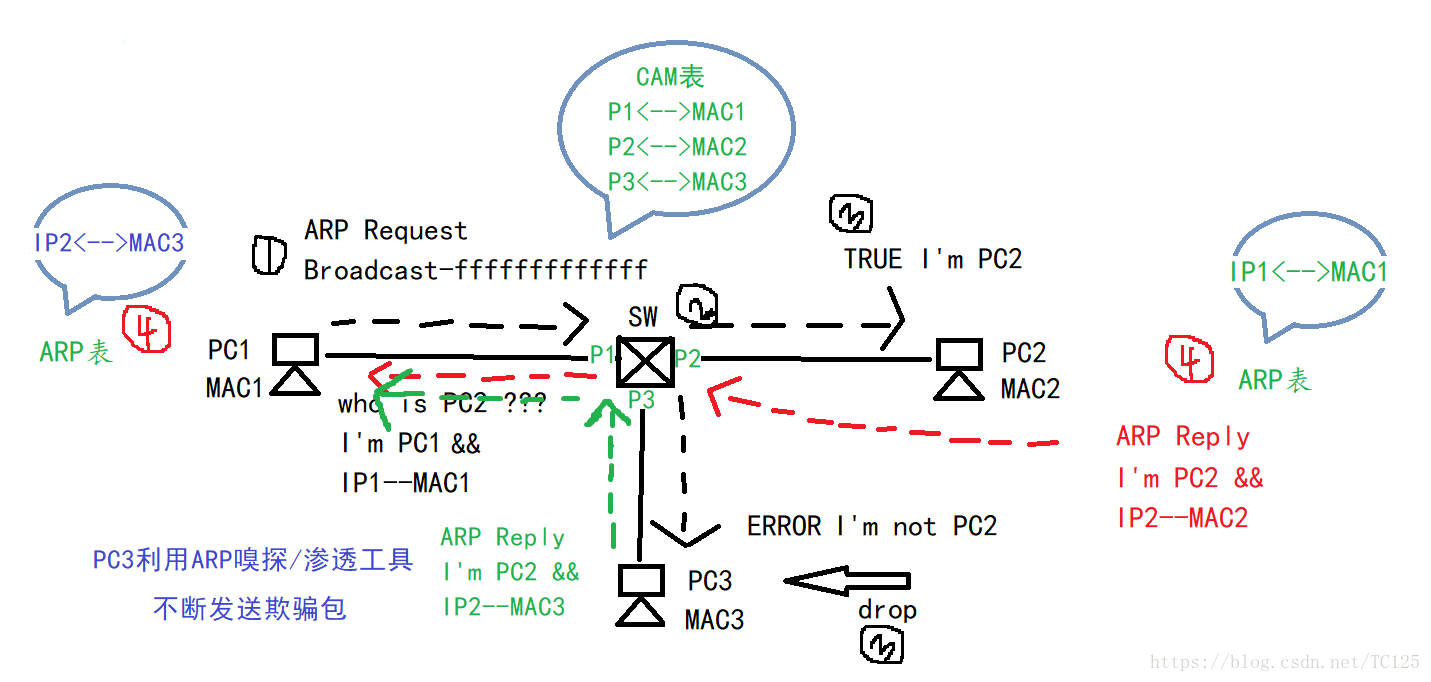 CAM表
P1<-->MAC1
P2<-->MAC2
P3<-->MAC3
IP2<-->MAC3
ARP表
4
1
ARP Request
Broadcast-fffffffffffff
3
TRUE I'm PC2
IP1<-->MAC1
ARP表
4
SW
2
PC1
MAC1
P1
P2
P3
PC2
MAC2
who is PC2 ???
I'm PC1 &&
IP1--MAC1
ARP Reply
I'm PC2 &&
IP2--MAC2
ERROR I'm not PC2
PC3利用ARP嗅探/渗透工具
不断发送欺骗包
ARP Reply
I'm PC2 &&
IP2--MAC3
PC3
MAC3
drop
3
https://blog.csdn.net/TC125